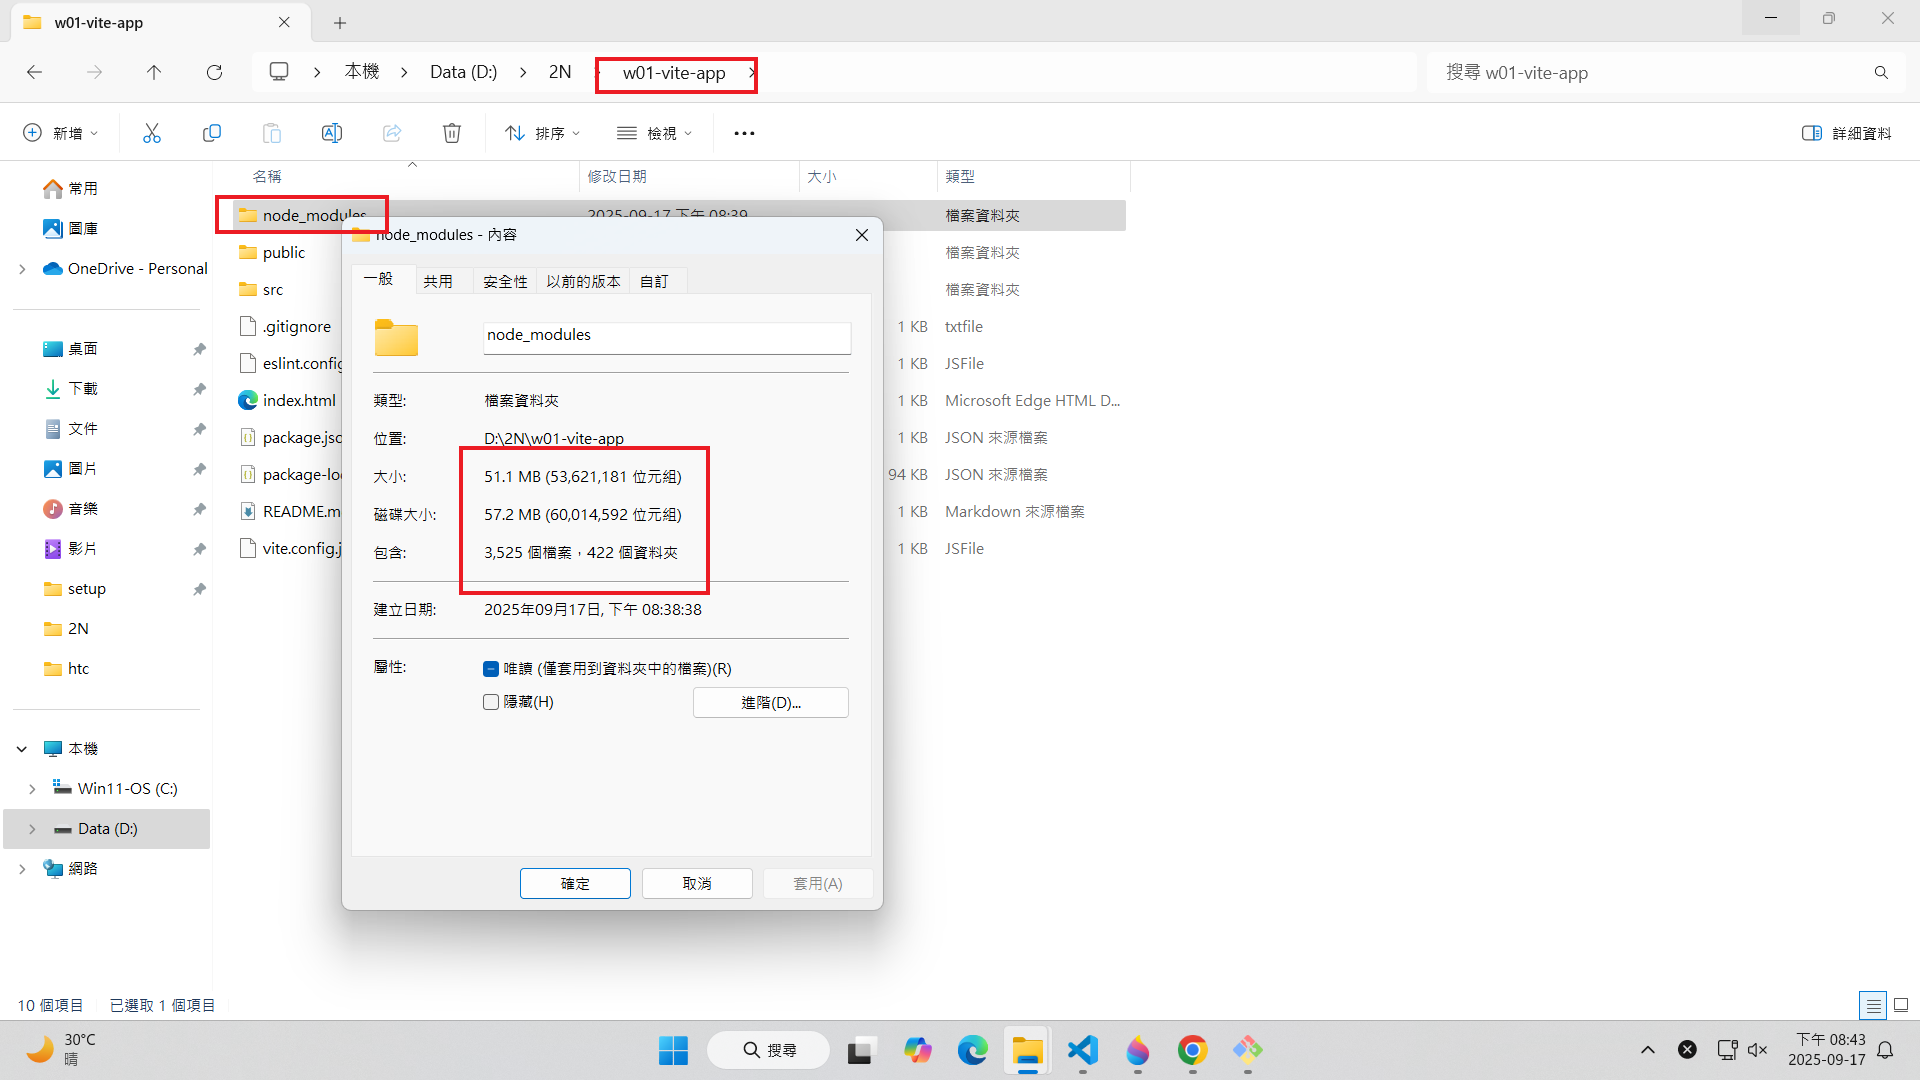 w01-vite-app
本機
Data (D:)
2N
w01-vite-app
搜尋 w01-vite-app
新增
排序
檢視
詳細資料
名稱
修改日期
大小
類型
常用
圖庫
OneDrive - Personal
桌面
下載
文件
圖片
音樂
影片
setup
2N
htc
本機
Win11-OS (C:)
Data (D:)
網路
node_modules 2025-09-17 下午 08:39 檔案資料夾
public 檔案資料夾
src 檔案資料夾
.gitignore 1 KB txtfile
eslint.config 1 KB JSFile
index.html 1 KB Microsoft Edge HTML D...
package.jsc 1 KB JSON 來源檔案
package-lo 94 KB JSON 來源檔案
README.m 1 KB Markdown 來源檔案
vite.config.j 1 KB JSFile
node_modules - 內容
一般
共用
安全性
以前的版本
自訂
node_modules
類型: 檔案資料夾
位置: D:\2N\w01-vite-app
大小: 51.1 MB (53,621,181 位元組)
磁碟大小: 57.2 MB (60,014,592 位元組)
包含: 3,525 個檔案，422 個資料夾
建立日期: 2025年09月17日, 下午 08:38:38
屬性: 唯讀 (僅套用到資料夾中的檔案)(R)
隱藏(H)
進階(D)...
確定
取消
套用(A)
10 個項目
已選取 1 個項目
30°C
晴
搜尋
下午 08:43
2025-09-17